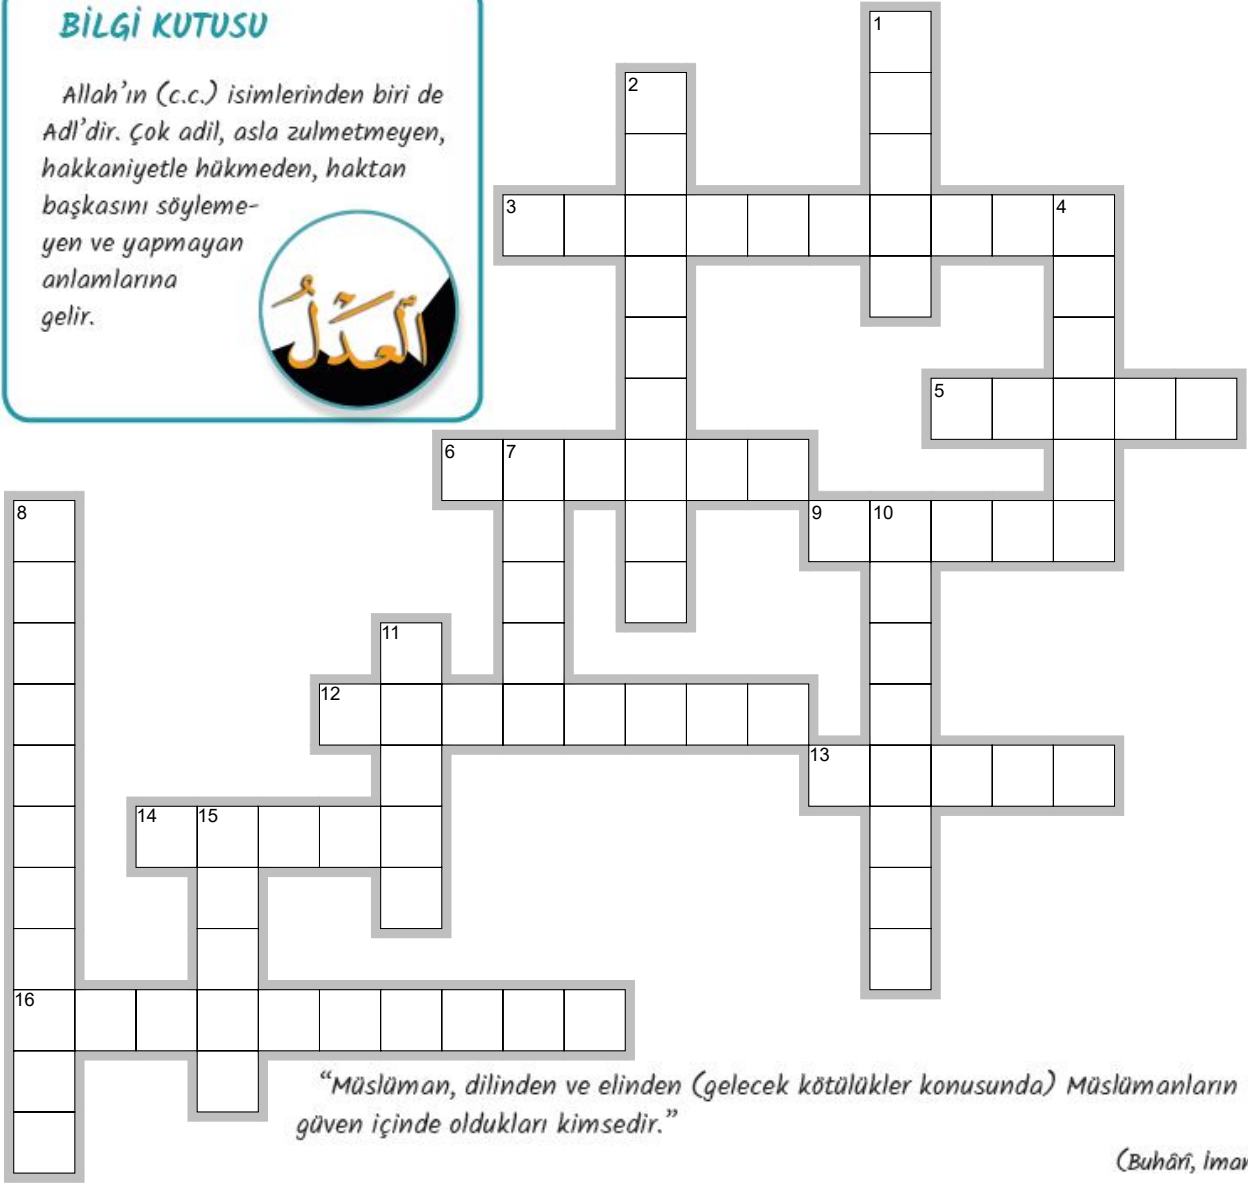 BİLGİ KUTUSU
Allah’ın (c.c.) isimlerinden biri de
Adl’dir. Çok adil, asla zulmetmeyen,
hakkaniyetle hükmeden, haktan
başkasını söyleme-
yen ve yapmayan
anlamlarına
gelir.
اَلْعَدْلُ
1
2
3
4
5
6
7
8
9
10
11
12
13
14
15
16
“Müslüman, dilinden ve elinden (gelecek kötülükler konusunda) Müslümanların
güven içinde oldukları kimsedir.”
(Buhârî, İman